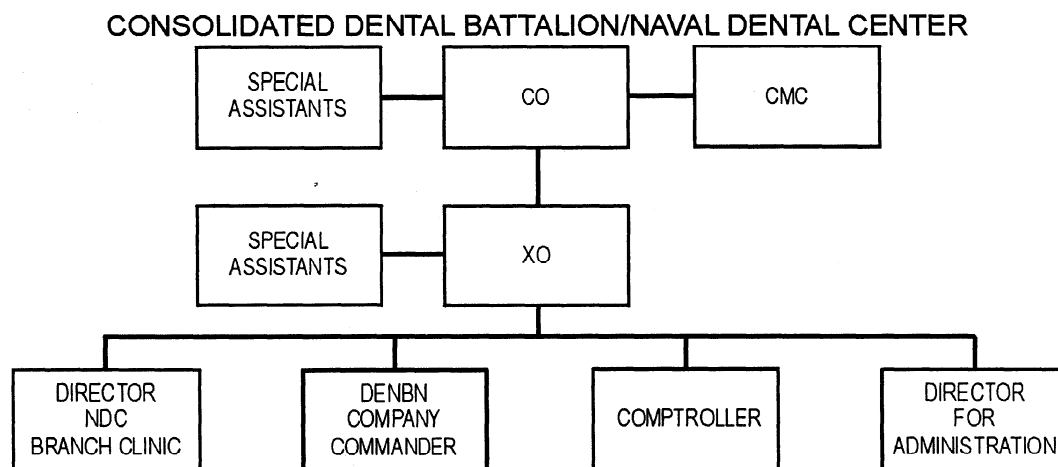 CONSOLIDATED DENTAL BATTALION/NAVAL DENTAL CENTER
SPECIAL
ASSISTANTS
CO
CMC
SPECIAL
ASSISTANTS
XO
DIRECTOR
NDC
BRANCH CLINIC
DENBN
COMPANY
COMMANDER
COMPTROLLER
DIRECTOR
FOR
ADMINISTRATION